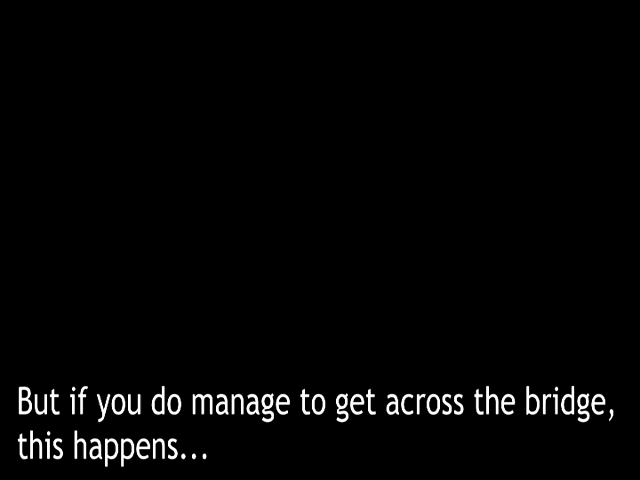 But if you do manage to get across the bridge,
this happens...